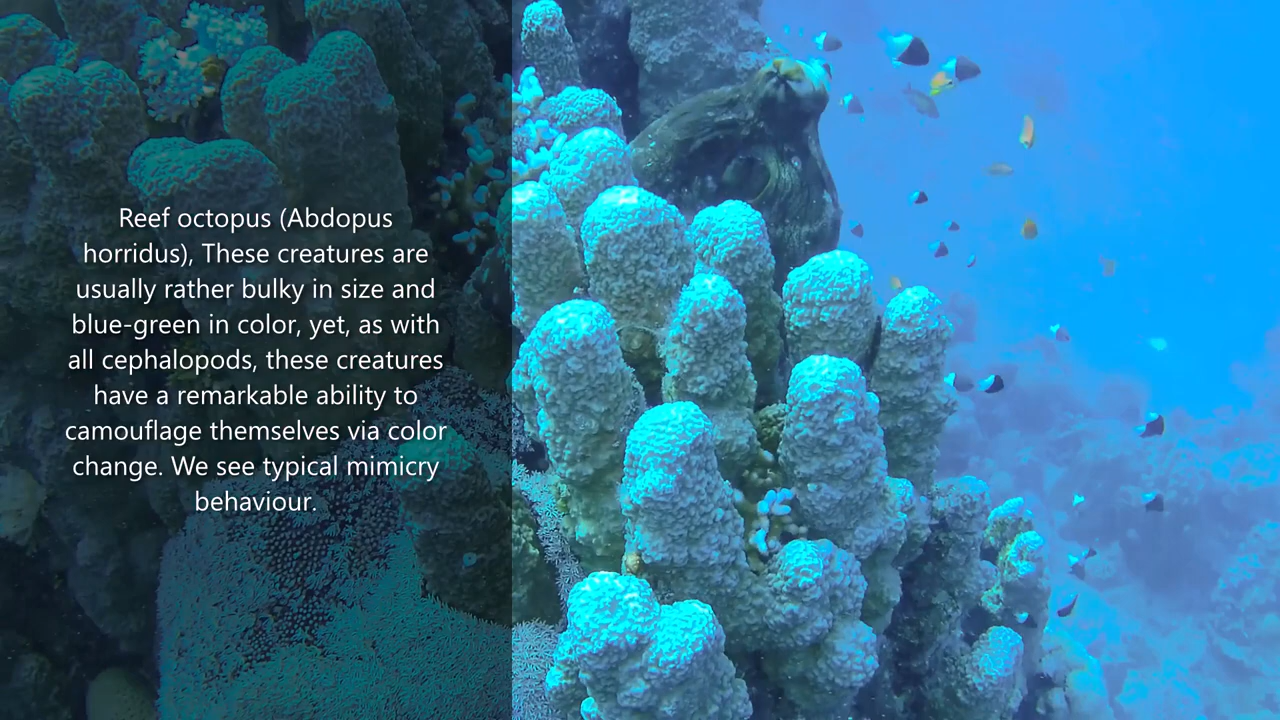 Reef octopus (Abdopus
horridus), These creatures are
usually rather bulky in size and
blue-green in color, yet, as with
all cephalopods, these creatures
have a remarkable ability to
camouflage themselves via color
change. We see typical mimicry
behaviour.